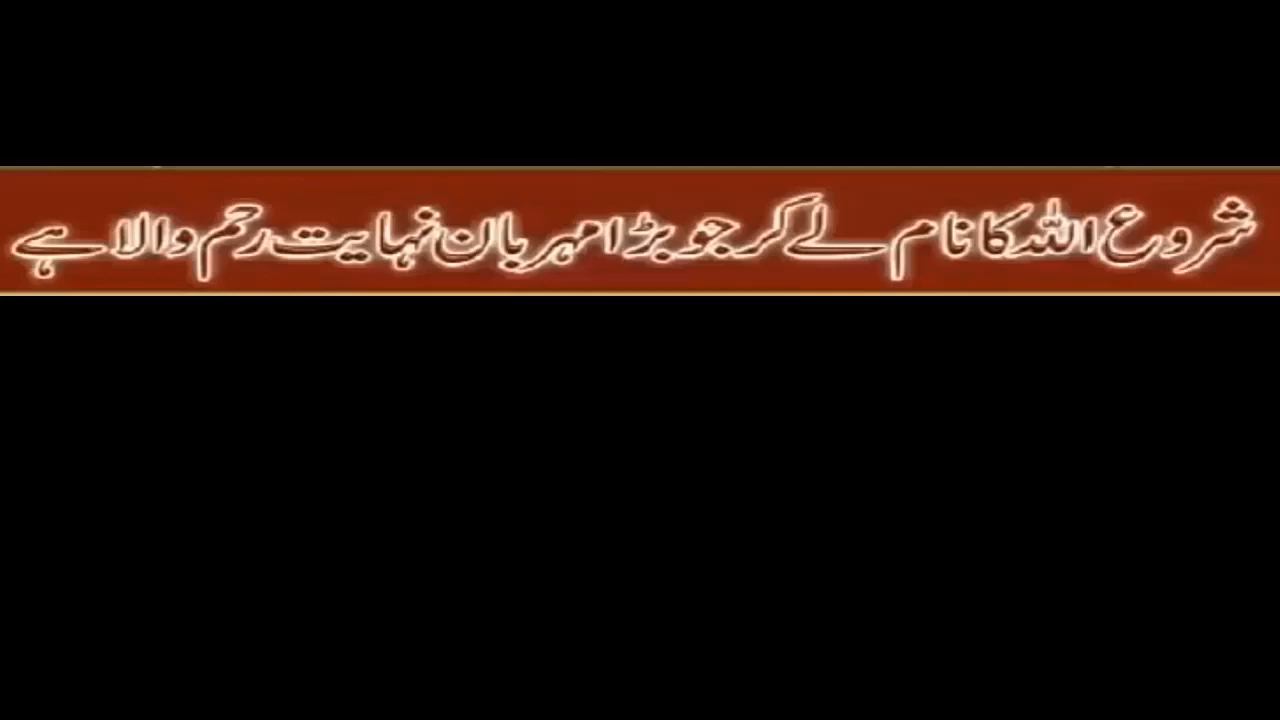 شروع اللہ کا نام لے کر جو بڑا مہربان نہایت رحم والا ہے